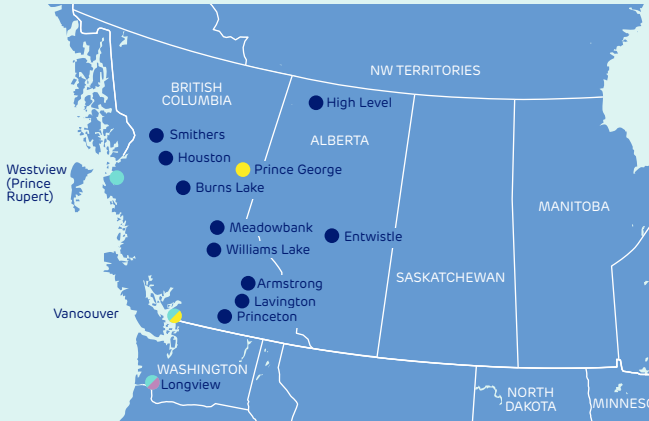 NW TERRITORIES
BRITISH
COLUMBIA
High Level
Smithers
ALBERTA
Houston
Westview
(Prince
Rupert)
Prince George
Burns Lake
MANITOBA
Meadowbank
Entwistle
Williams Lake
SASKATCHEWAN
Armstrong
Lavington
Vancouver
Princeton
WASHINGTON
Longview
NORTH
DAKOTA
MINNESO